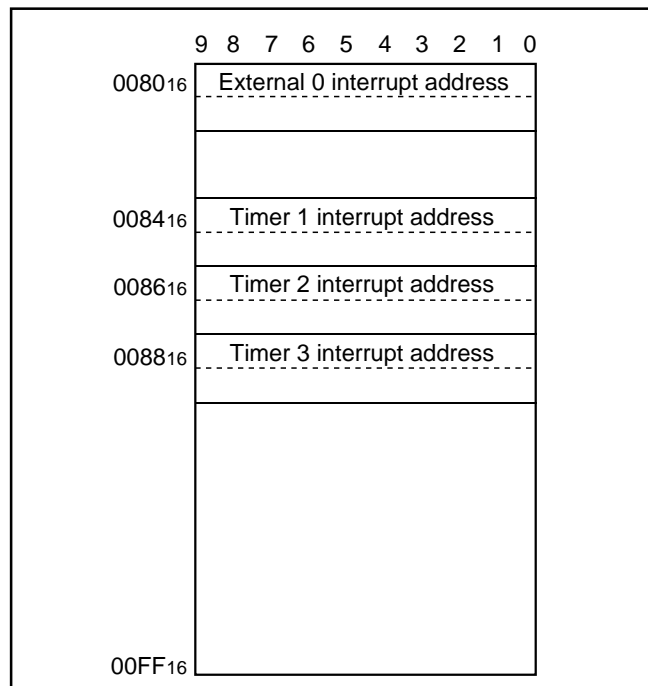 9 8 7 6 5 4 3 2 1 0
0080₁₆ External 0 interrupt address
0084₁₆ Timer 1 interrupt address
0086₁₆ Timer 2 interrupt address
0088₁₆ Timer 3 interrupt address
00FF₁₆